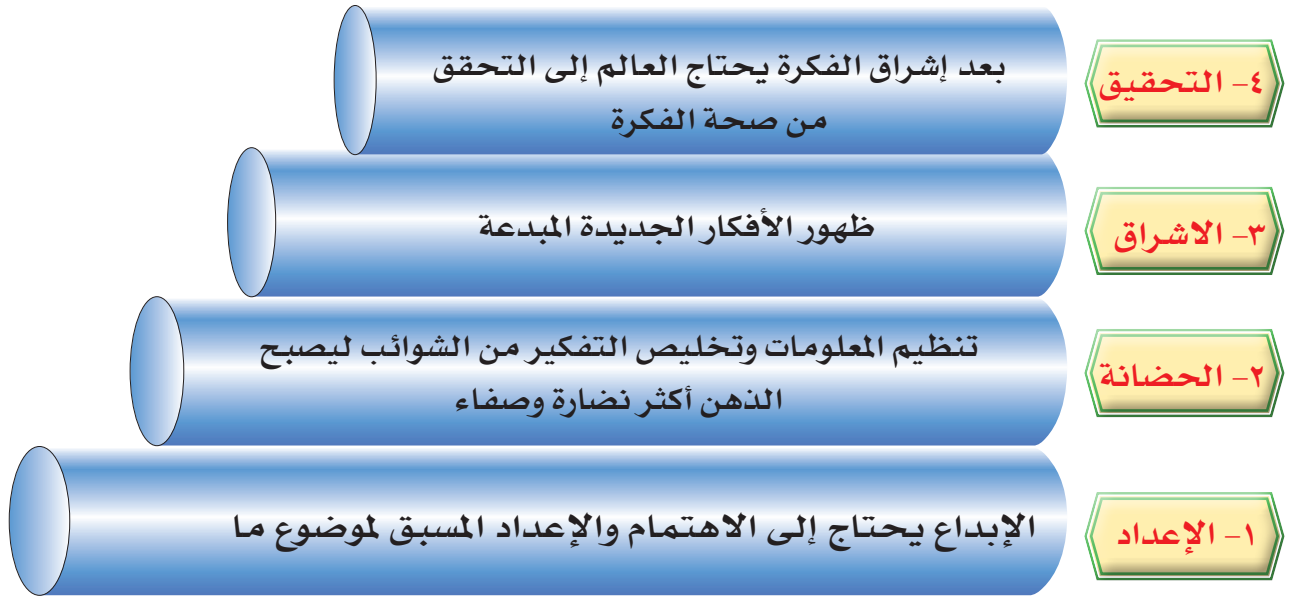 ٤- التحقيق
بعد إشراق الفكرة يحتاج العالم إلى التحقق
من صحة الفكرة
٣- الاشراق
ظهور الأفكار الجديدة المبدعة
٢- الحضانة
تنظيم المعلومات وتخليص التفكير من الشوائب ليصبح
الذهن أكثر نضارة وصفاء
١- الإعداد
الإبداع يحتاج إلى الاهتمام والإعداد المسبق لموضوع ما